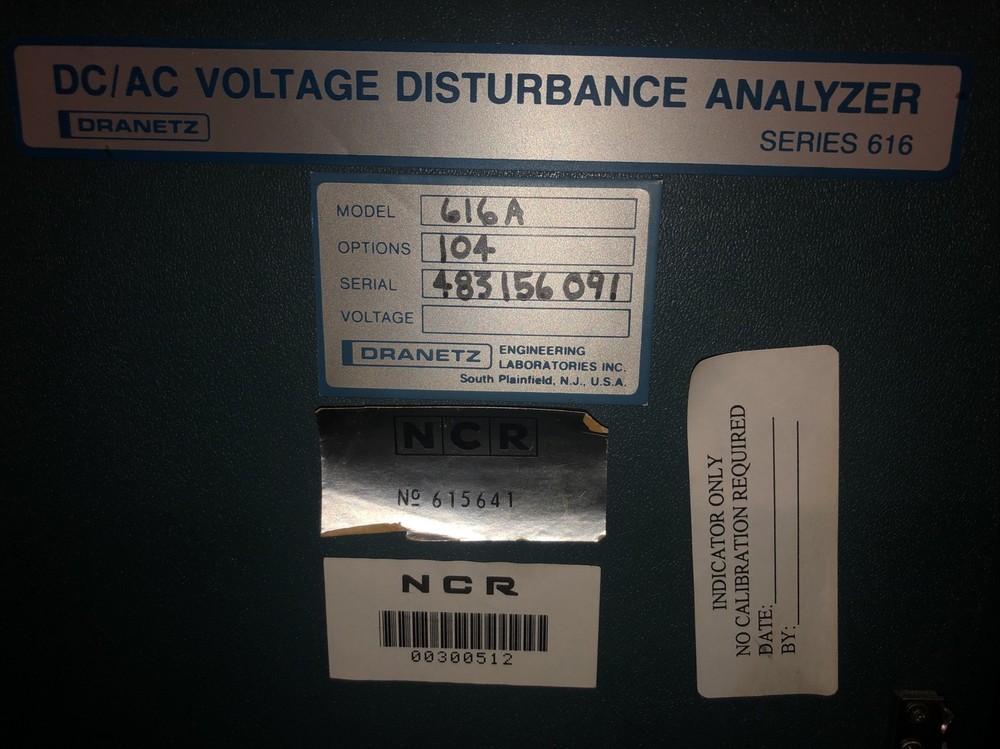 DC/AC VOLTAGE DISTURBANCE ANALYZER
DRANETZ
SERIES 616
MODEL 616A
OPTIONS 104
SERIAL 483156091
VOLTAGE
DRANETZ
ENGINEERING
LABORATORIES INC.
South Plainfield, N.J., U.S.A.
NCR
Nº 615641
NCR
00300512
INDICATOR ONLY
NO CALIBRATION REQUIRED
DATE:
BY: